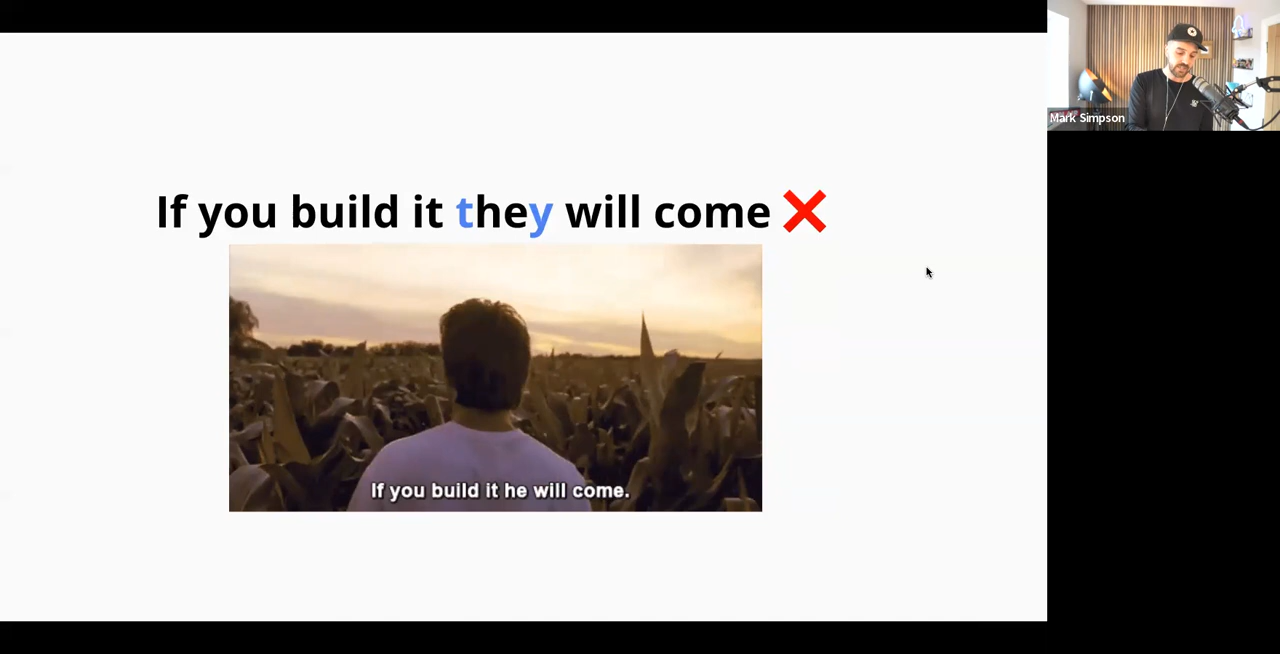 If you build it they will come ❌
If you build it he will come.
Mark Simpson